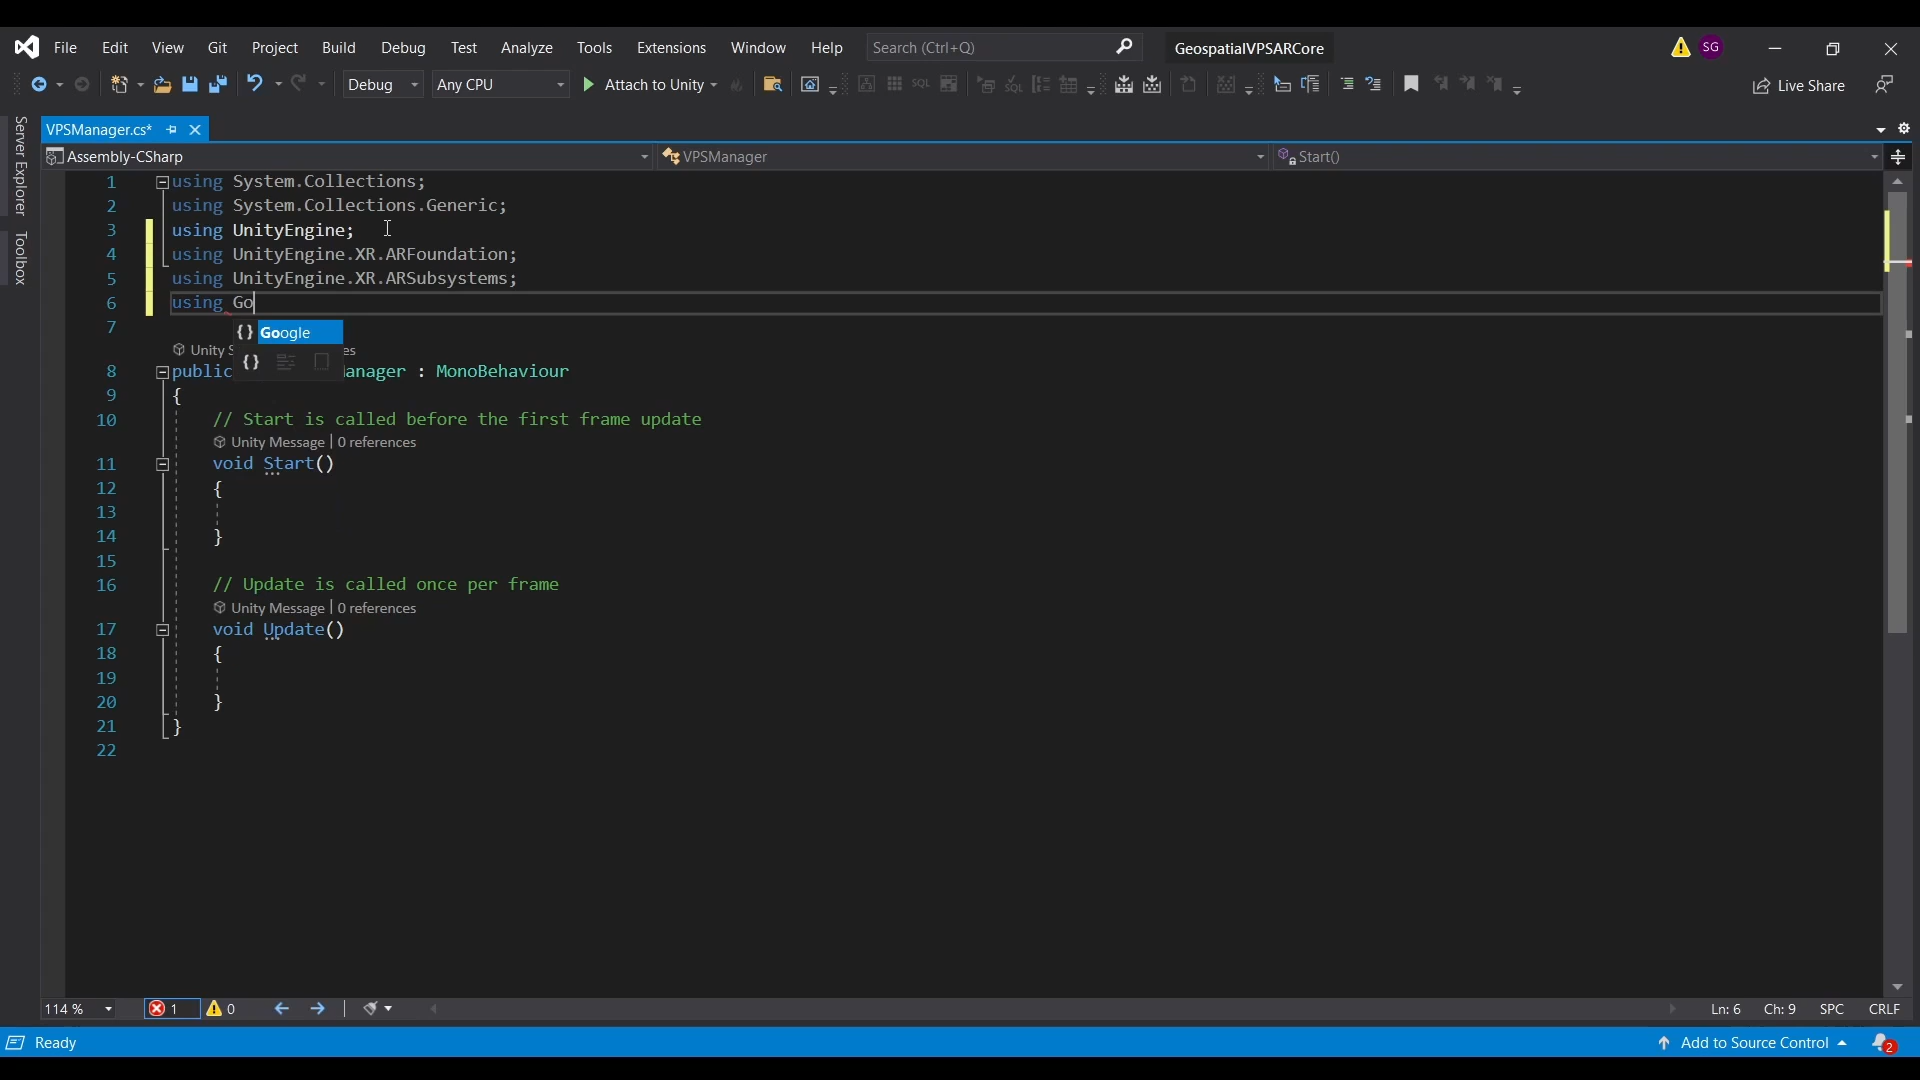 File Edit View Git Project Build Debug Test Analyze Tools Extensions Window Help Search (Ctrl+Q) GeospatialVPSARCore SG
Debug Any CPU Attach to Unity Live Share
Server Explorer
Toolbox
VPSManager.cs*
Assembly-CSharp VPSManager Start()
1 using System.Collections;
2 using System.Collections.Generic;
3 using UnityEngine;
4 using UnityEngine.XR.ARFoundation;
5 using UnityEngine.XR.ARSubsystems;
6 using Go
7 {} Google
Unity S es
{}
8 public anager : MonoBehaviour
9 {
10 // Start is called before the first frame update
Unity Message | 0 references
11 void Start()
12 {
13
14 }
15
16 // Update is called once per frame
Unity Message | 0 references
17 void Update()
18 {
19
20 }
21 }
22
114 % 1 0 Ln: 6 Ch: 9 SPC CRLF
Ready Add to Source Control 2